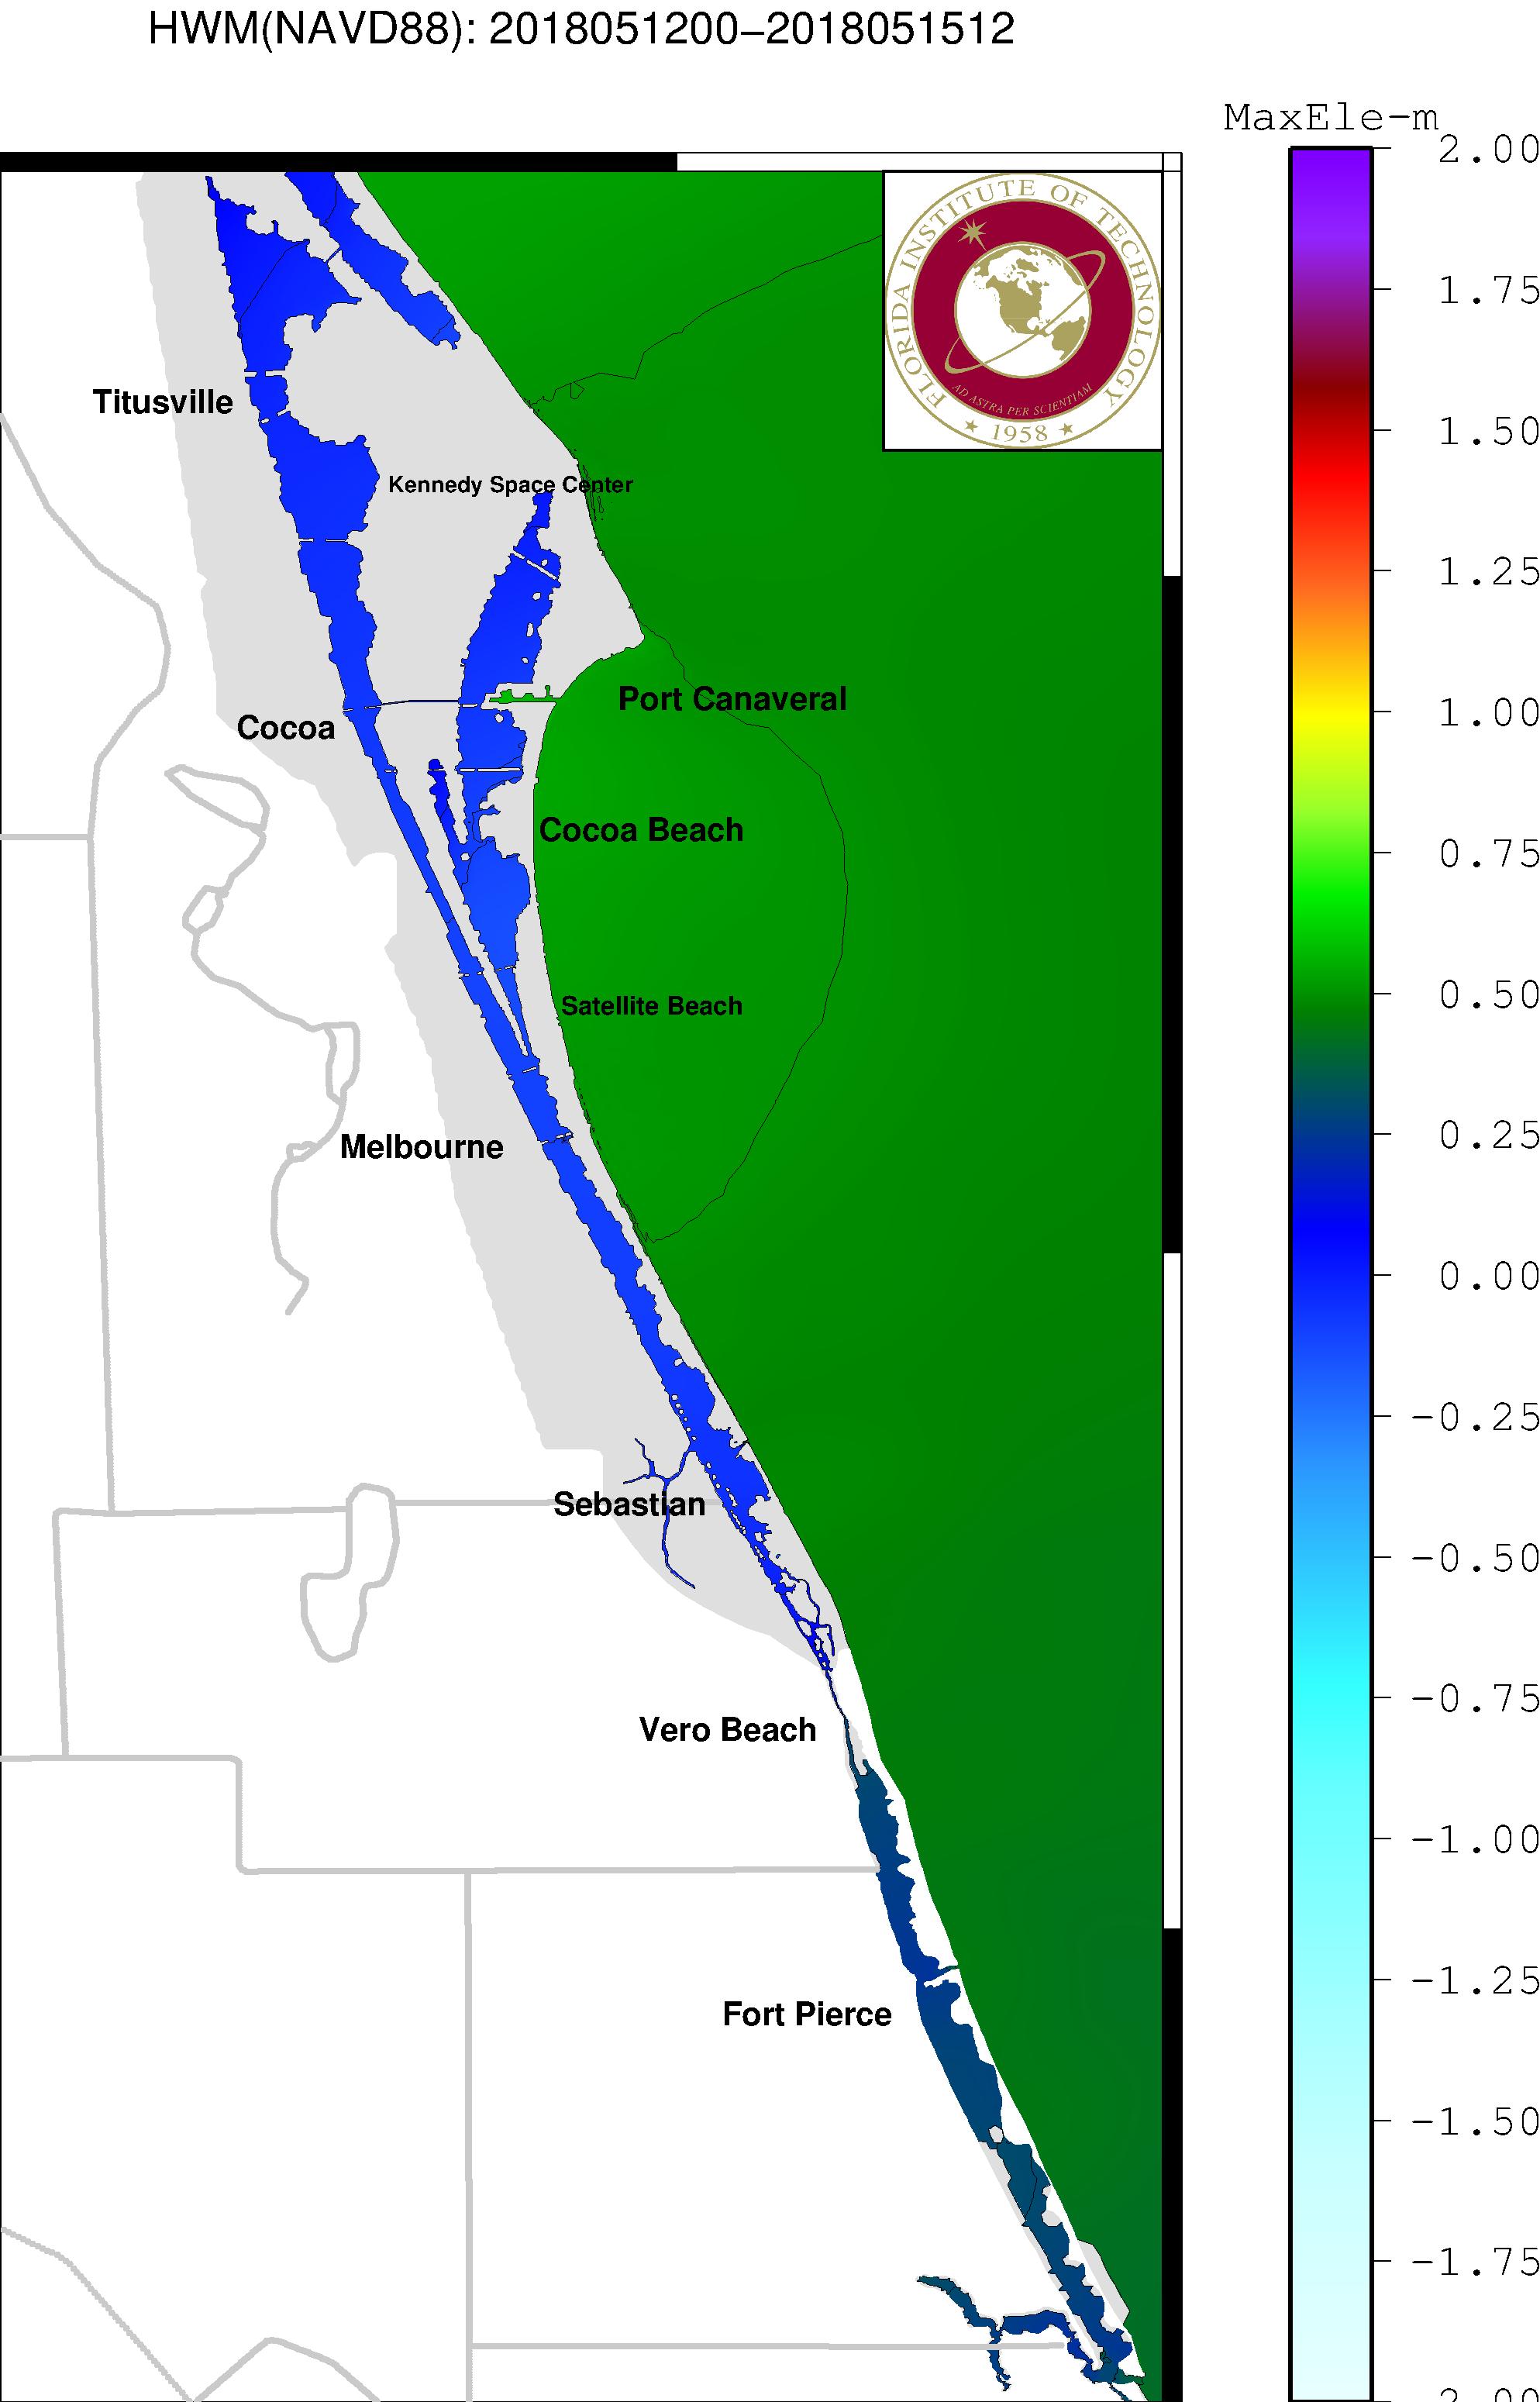 HWM(NAVD88): 2018051200−2018051512
MaxEle−m
2.00
1.75
1.50
1.25
1.00
0.75
0.50
0.25
0.00
−0.25
−0.50
−0.75
−1.00
−1.25
−1.50
−1.75
FLORIDA INSTITUTE OF TECHNOLOGY
AD ASTRA PER SCIENTIAM
★ 1958 ★
Titusville
Kennedy Space Center
Port Canaveral
Cocoa
Cocoa Beach
Satellite Beach
Melbourne
Sebastian
Vero Beach
Fort Pierce